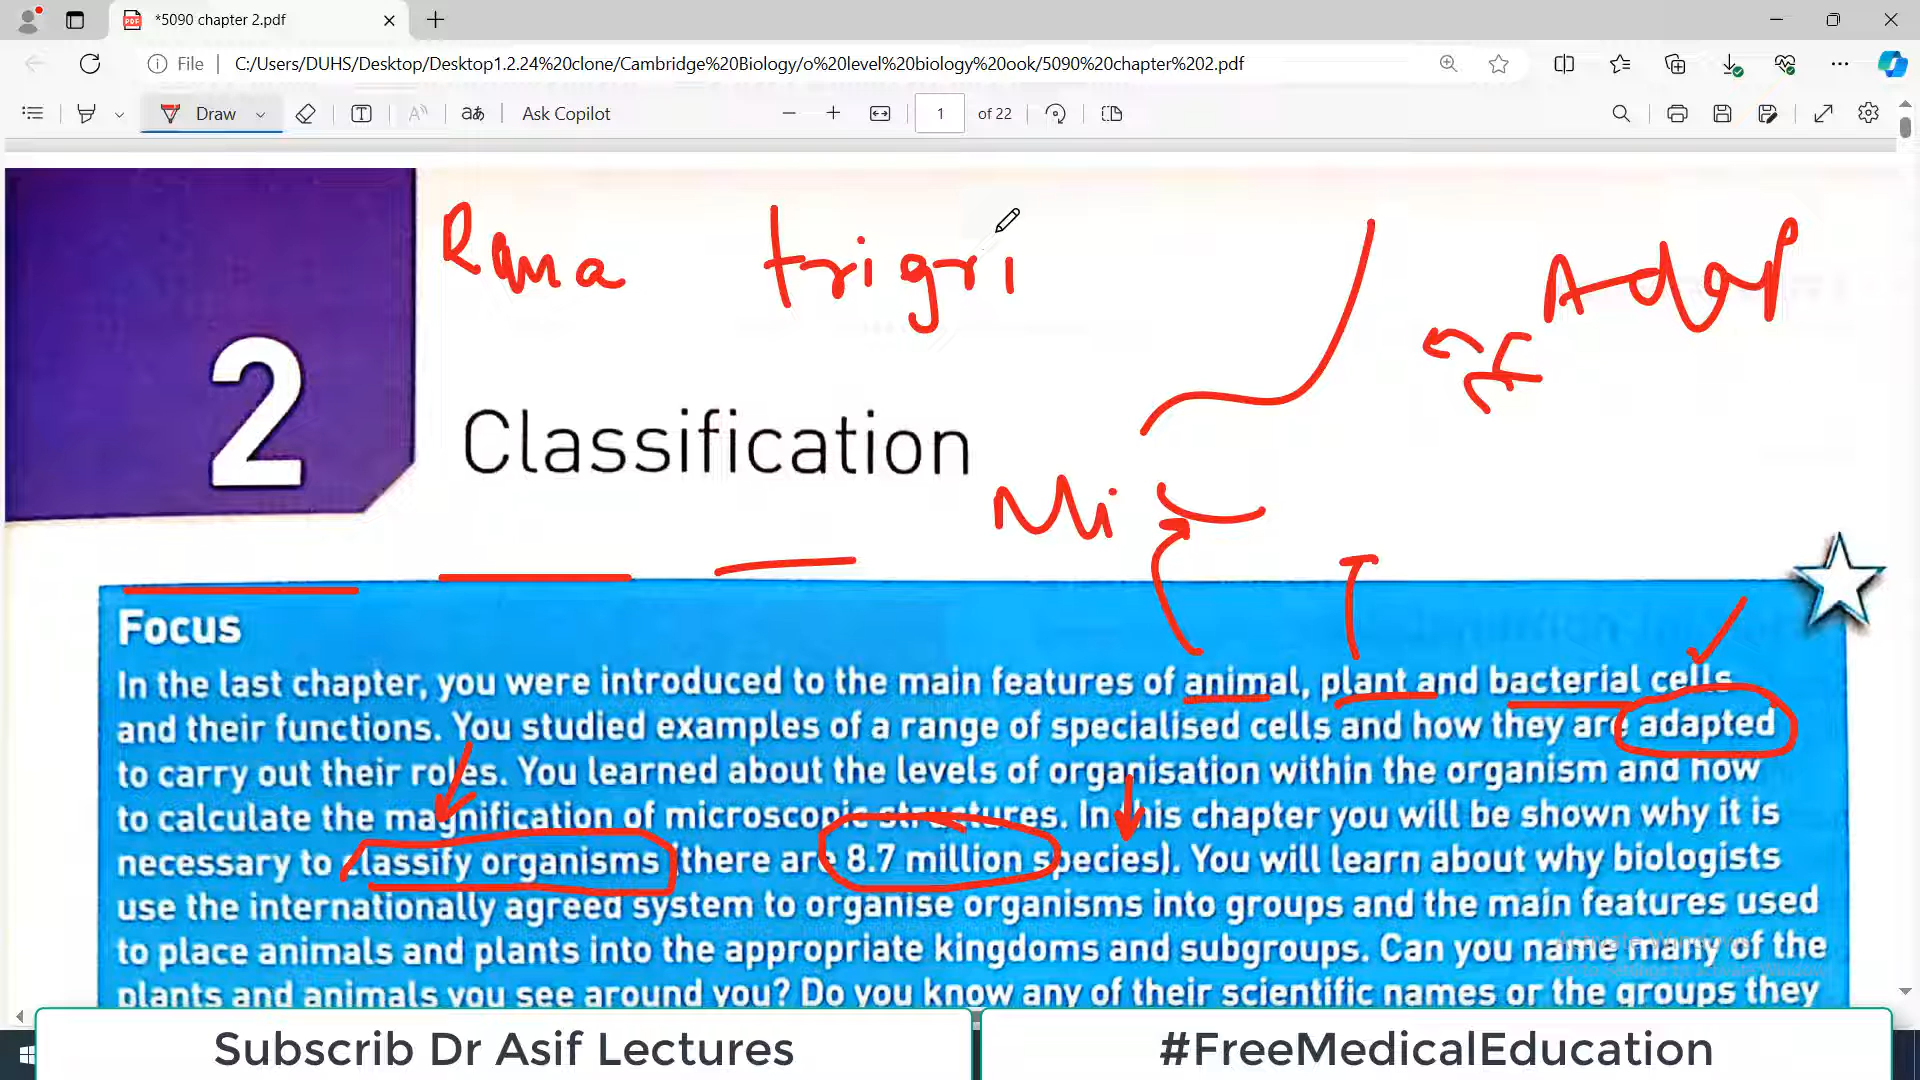 *5090 chapter 2.pdf
File
C:/Users/DUHS/Desktop/Desktop1.2.24%20clone/Cambridge%20Biology/o%20level%20biology%20ook/5090%20chapter%202.pdf
Draw
Ask Copilot
1
of 22
Rana trigri
Adap
2
Classification
Mi
Focus
In the last chapter, you were introduced to the main features of animal, plant and bacterial cells
and their functions. You studied examples of a range of specialised cells and how they are adapted
to carry out their roles. You learned about the levels of organisation within the organism and how
to calculate the magnification of microscopic structures. In this chapter you will be shown why it is
necessary to classify organisms (there are 8.7 million species). You will learn about why biologists
use the internationally agreed system to organise organisms into groups and the main features used
to place animals and plants into the appropriate kingdoms and subgroups. Can you name many of the
plants and animals you see around you? Do you know any of their scientific names or the groups they
Activate Windows
Go to Settings to activate Windows.
Subscrib Dr Asif Lectures
#FreeMedicalEducation